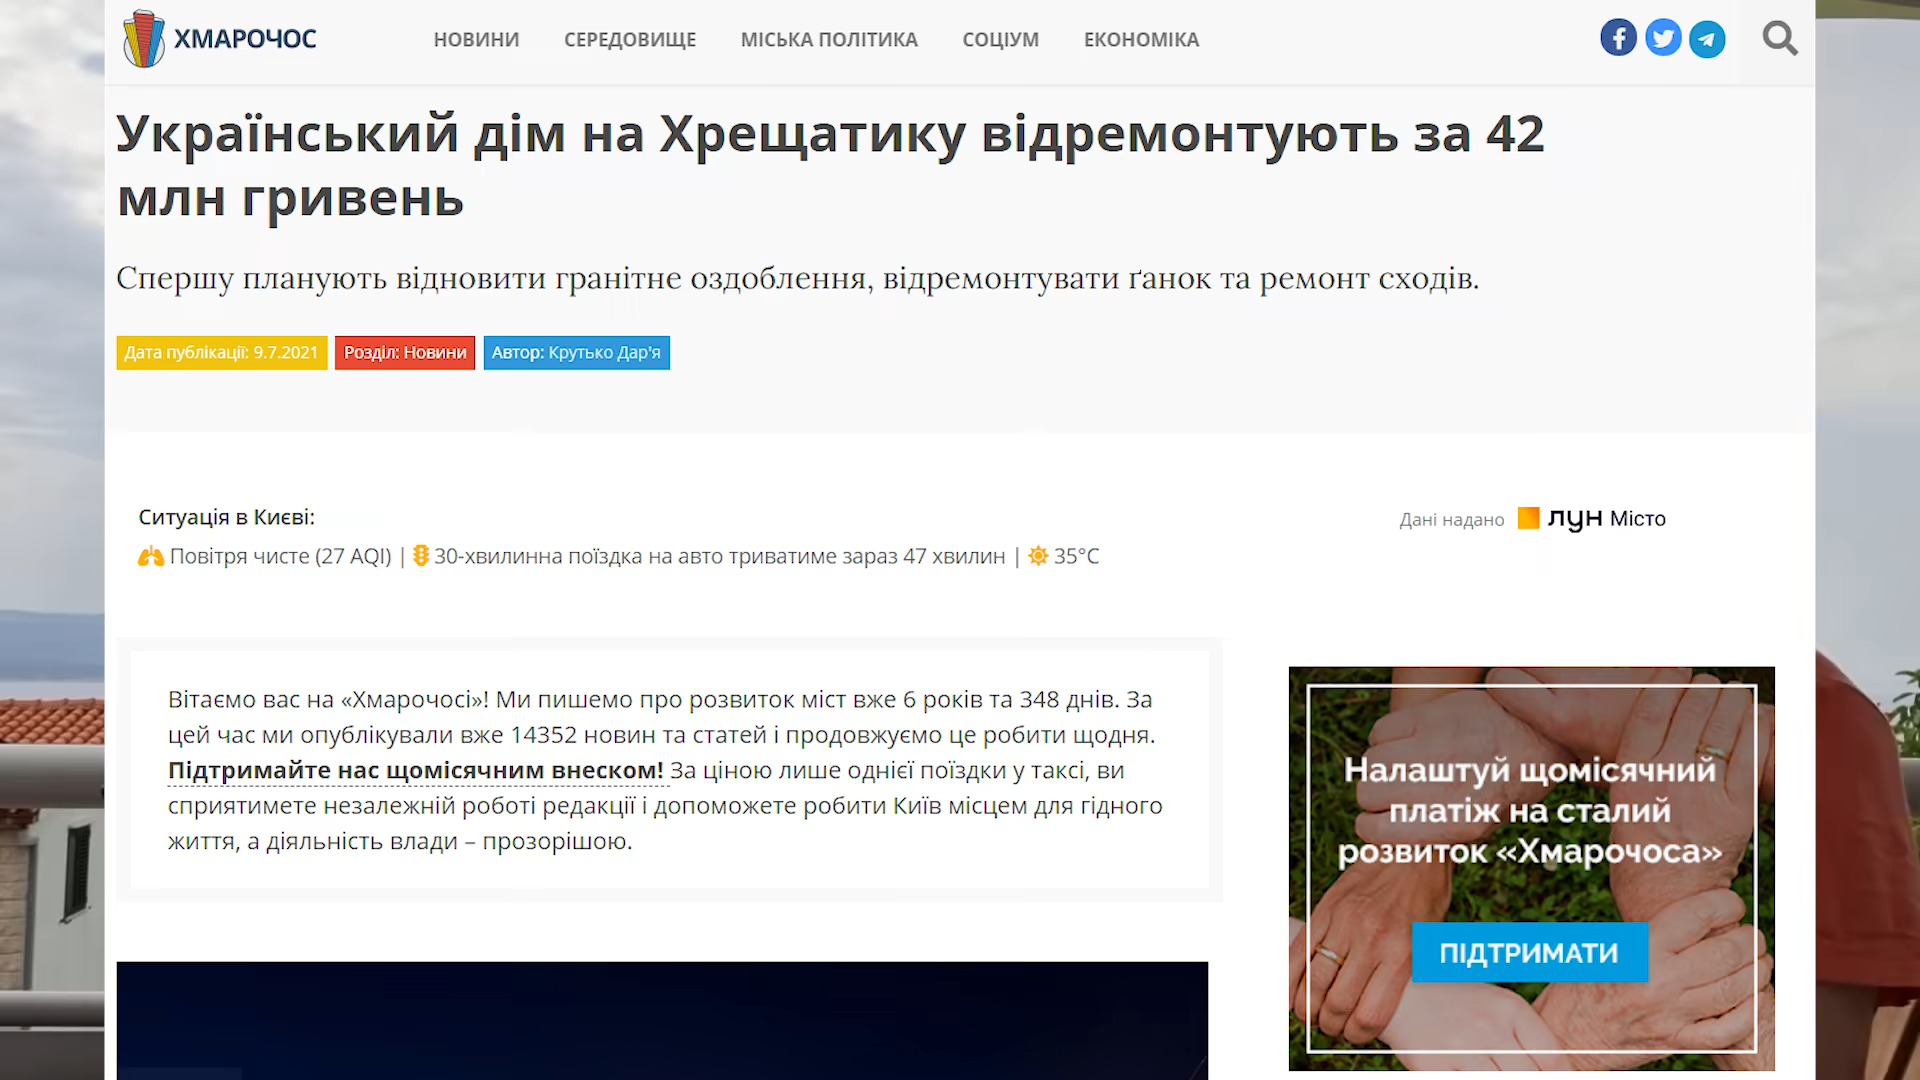 ХМАРОЧОС
НОВИНИ СЕРЕДОВИЩЕ МІСЬКА ПОЛІТИКА СОЦІУМ ЕКОНОМІКА
Український дім на Хрещатику відремонтують за 42
млн гривень
Спершу планують відновити гранітне оздоблення, відремонтувати ґанок та ремонт сходів.
Дата публікації: 9.7.2021 Розділ: Новини Автор: Крутько Дар'я
Ситуація в Києві:
Повітря чисте (27 AQI) | 30-хвилинна поїздка на авто триватиме зараз 47 хвилин | 35°C
Дані надано ЛУН Місто
Вітаємо вас на «Хмарочосі»! Ми пишемо про розвиток міст вже 6 років та 348 днів. За
цей час ми опублікували вже 14352 новин та статей і продовжуємо це робити щодня.
Підтримайте нас щомісячним внеском! За ціною лише однієї поїздки у таксі, ви
сприятимете незалежній роботі редакції і допоможете робити Київ місцем для гідного
життя, а діяльність влади – прозорішою.
Налаштуй щомісячний
платіж на сталий
розвиток «Хмарочоса»
ПІДТРИМАТИ